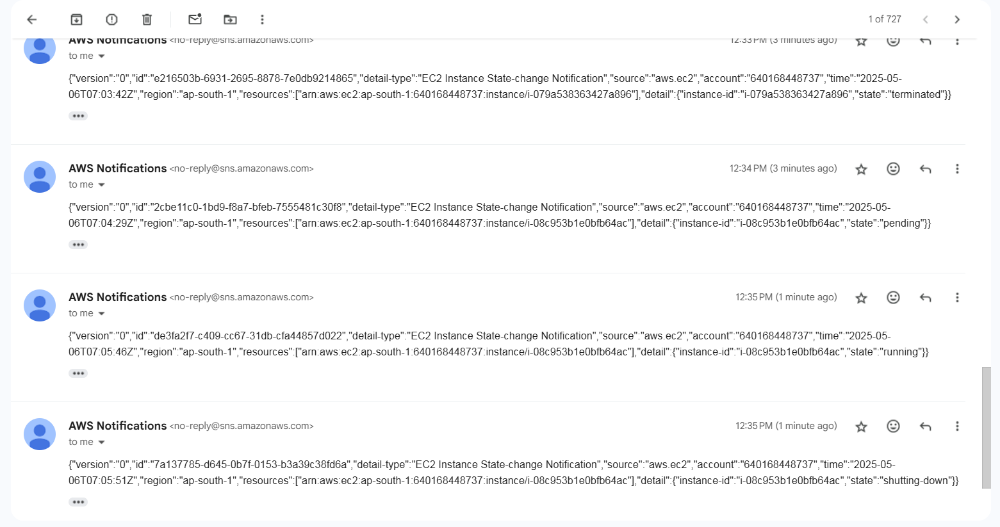 1 of 727
AWS Notifications <no-reply@sns.amazonaws.com> 12:33 PM (3 minutes ago)
to me
{"version":"0","id":"e216503b-6931-2695-8878-7e0db9214865","detail-type":"EC2 Instance State-change Notification","source":"aws.ec2","account":"640168448737","time":"2025-05-
06T07:03:42Z","region":"ap-south-1","resources":["arn:aws:ec2:ap-south-1:640168448737:instance/i-079a538363427a896"],"detail":{"instance-id":"i-079a538363427a896","state":"terminated"}}
AWS Notifications <no-reply@sns.amazonaws.com> 12:34 PM (3 minutes ago)
to me
{"version":"0","id":"2cbe11c0-1bd9-f8a7-bfeb-7555481c30f8","detail-type":"EC2 Instance State-change Notification","source":"aws.ec2","account":"640168448737","time":"2025-05-
06T07:04:29Z","region":"ap-south-1","resources":["arn:aws:ec2:ap-south-1:640168448737:instance/i-08c953b1e0bfb64ac"],"detail":{"instance-id":"i-08c953b1e0bfb64ac","state":"pending"}}
AWS Notifications <no-reply@sns.amazonaws.com> 12:35 PM (1 minute ago)
to me
{"version":"0","id":"de3fa2f7-c409-cc67-31db-cfa44857d022","detail-type":"EC2 Instance State-change Notification","source":"aws.ec2","account":"640168448737","time":"2025-05-
06T07:05:46Z","region":"ap-south-1","resources":["arn:aws:ec2:ap-south-1:640168448737:instance/i-08c953b1e0bfb64ac"],"detail":{"instance-id":"i-08c953b1e0bfb64ac","state":"running"}}
AWS Notifications <no-reply@sns.amazonaws.com> 12:35 PM (1 minute ago)
to me
{"version":"0","id":"7a137785-d645-0b7f-0153-b3a39c38fd6a","detail-type":"EC2 Instance State-change Notification","source":"aws.ec2","account":"640168448737","time":"2025-05-
06T07:05:51Z","region":"ap-south-1","resources":["arn:aws:ec2:ap-south-1:640168448737:instance/i-08c953b1e0bfb64ac"],"detail":{"instance-id":"i-08c953b1e0bfb64ac","state":"shutting-down"}}